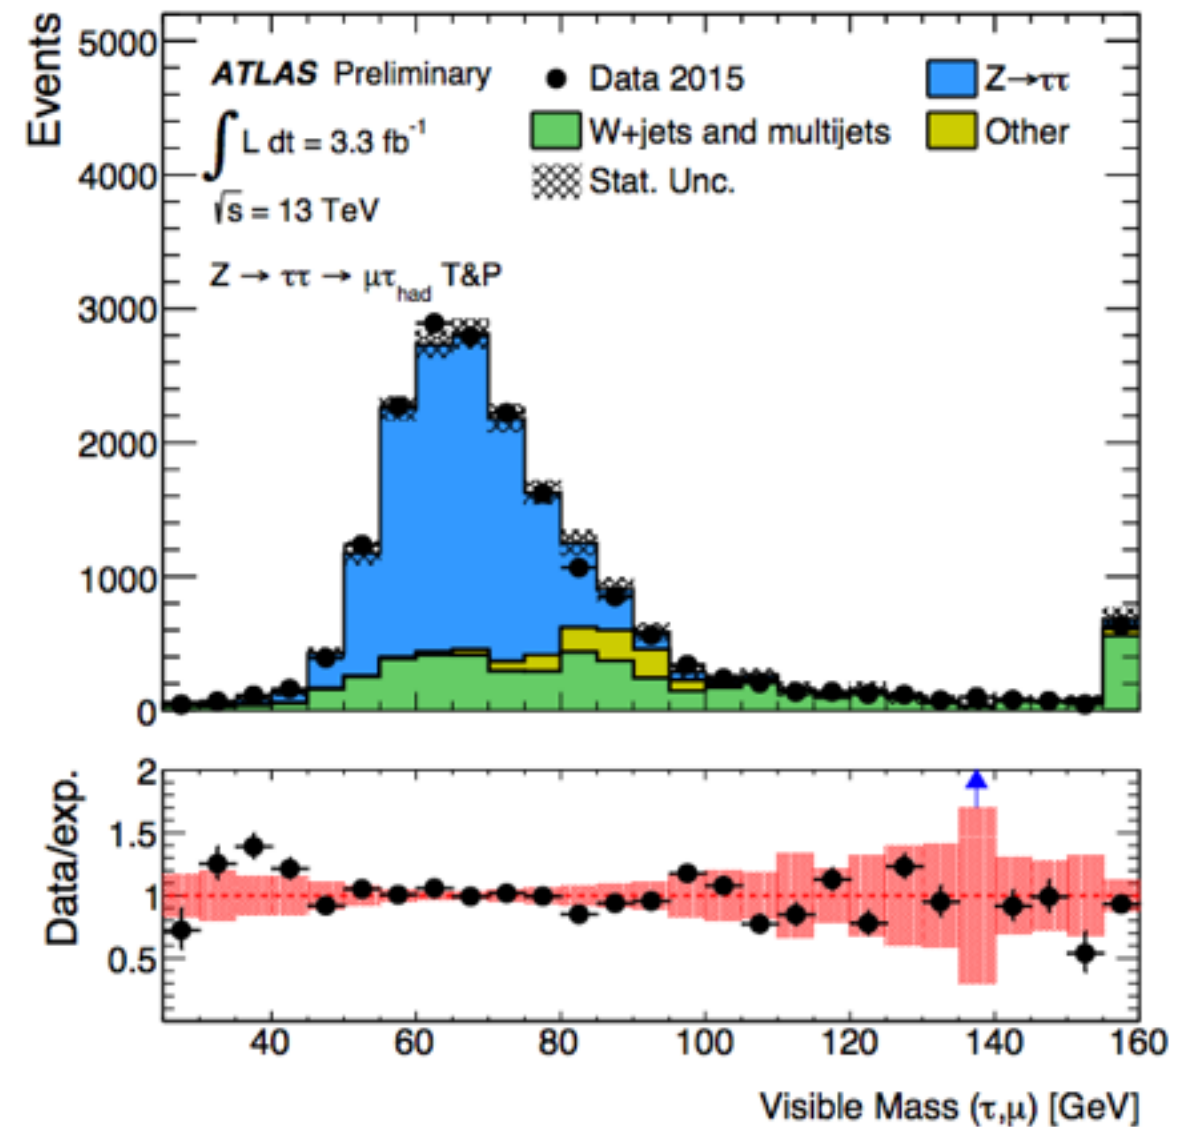 Events
5000
4000
3000
2000
1000
0
ATLAS Preliminary
∫ L dt = 3.3 fb⁻¹
√s = 13 TeV
Z → ττ → μτ_had T&P
Data 2015
Z→ττ
W+jets and multijets
Other
Stat. Unc.
Data/exp.
2
1.5
1
0.5
40 60 80 100 120 140 160
Visible Mass (τ,μ) [GeV]